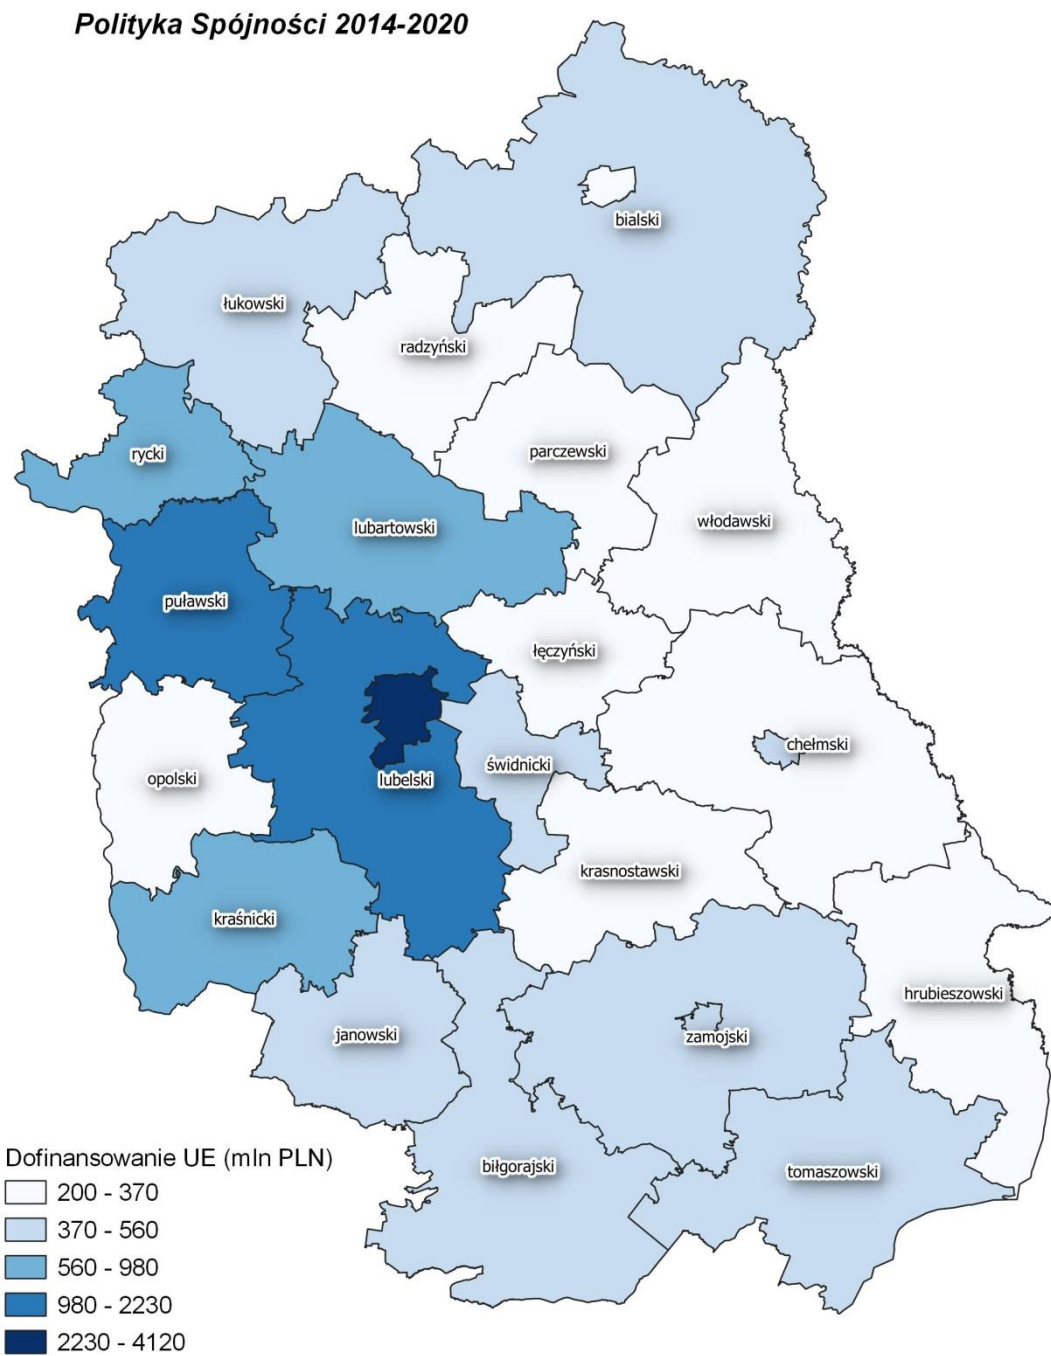 Polityka Spójności 2014-2020
bialski
łukowski
radzyński
rycki
parczewski
lubartowski
włodawski
puławski
łęczyński
chełmski
świdnicki
opolski
lubelski
krasnostawski
kraśnicki
hrubieszowski
janowski
zamojski
biłgorajski
tomaszowski
Dofinansowanie UE (mln PLN)
200 - 370
370 - 560
560 - 980
980 - 2230
2230 - 4120